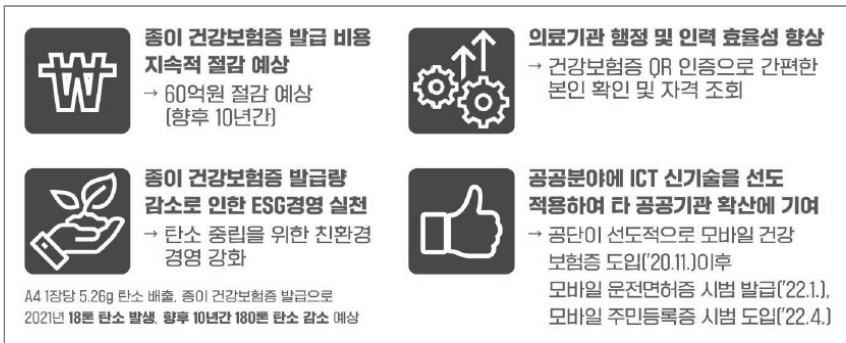 종이 건강보험증 발급 비용
지속적 절감 예상
→ 60억원 절감 예상
(향후 10년간)
의료기관 행정 및 인력 효율성 향상
→ 건강보험증 QR 인증으로 간편한
본인 확인 및 자격 조회
종이 건강보험증 발급량
감소로 인한 ESG경영 실천
→ 탄소 중립을 위한 친환경
경영 강화
A4 1장당 5.26g 탄소 배출, 종이 건강보험증 발급으로
2021년 18톤 탄소 발생, 향후 10년간 180톤 탄소 감소 예상
공공분야에 ICT 신기술을 선도
적용하여 타 공공기관 확산에 기여
→ 공단이 선도적으로 모바일 건강
보험증 도입('20.11.)이후
모바일 운전면허증 시범 발급('22.1.),
모바일 주민등록증 시범 도입('22.4.)